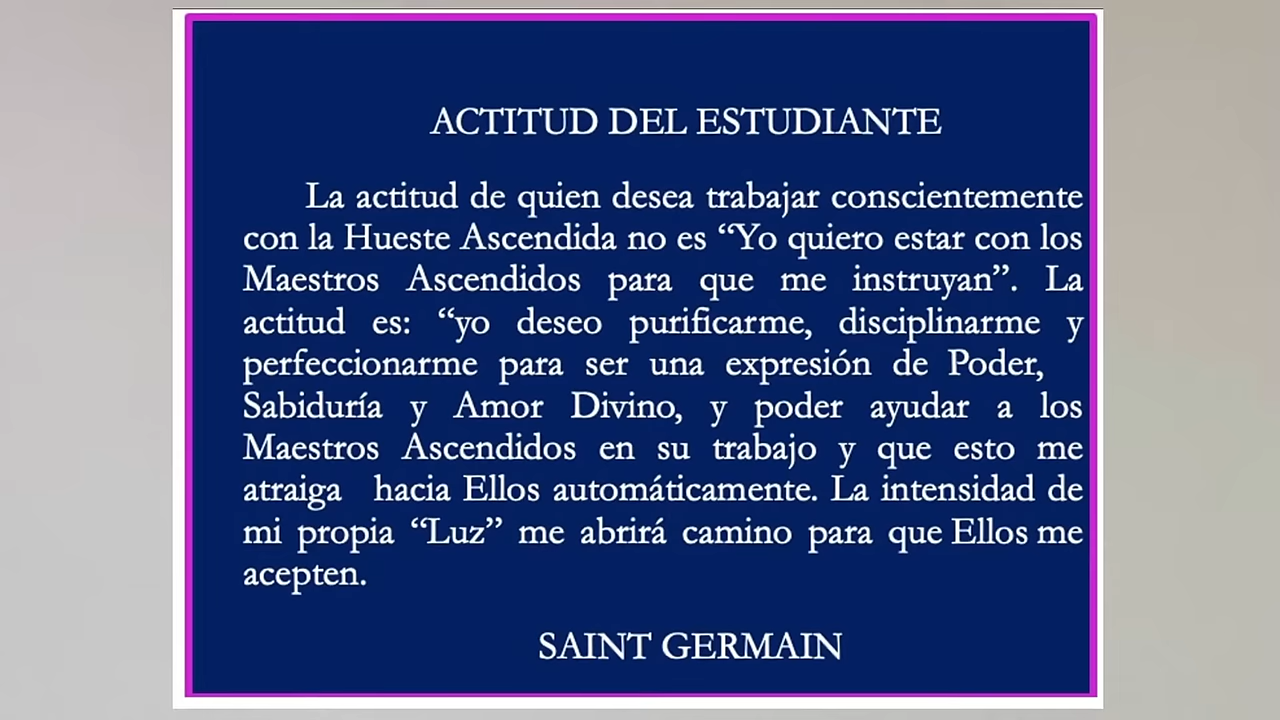 ACTITUD DEL ESTUDIANTE
La actitud de quien desea trabajar conscientemente
con la Hueste Ascendida no es “Yo quiero estar con los
Maestros Ascendidos para que me instruyan”. La
actitud es: “yo deseo purificarme, disciplinarme y
perfeccionarme para ser una expresión de Poder,
Sabiduría y Amor Divino, y poder ayudar a los
Maestros Ascendidos en su trabajo y que esto me
atraiga hacia Ellos automáticamente. La intensidad de
mi propia “Luz” me abrirá camino para que Ellos me
acepten.
SAINT GERMAIN